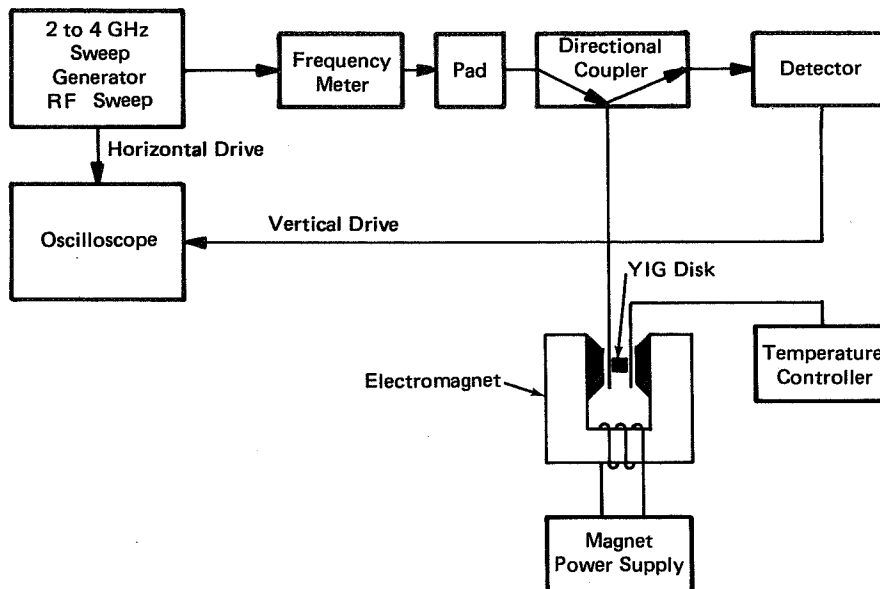 2 to 4 GHz
Sweep
Generator
RF Sweep
Frequency
Meter
Pad
Directional
Coupler
Detector
Horizontal Drive
Oscilloscope
Vertical Drive
YIG Disk
Electromagnet
Temperature
Controller
Magnet
Power Supply